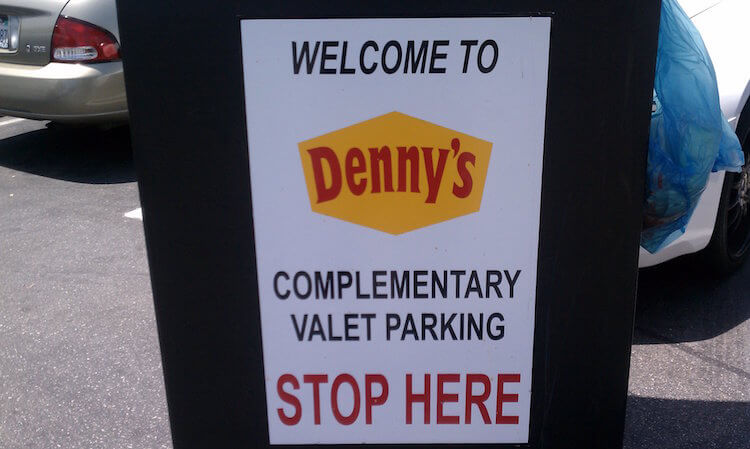 WELCOME TO
Denny's
COMPLEMENTARY
VALET PARKING
STOP HERE